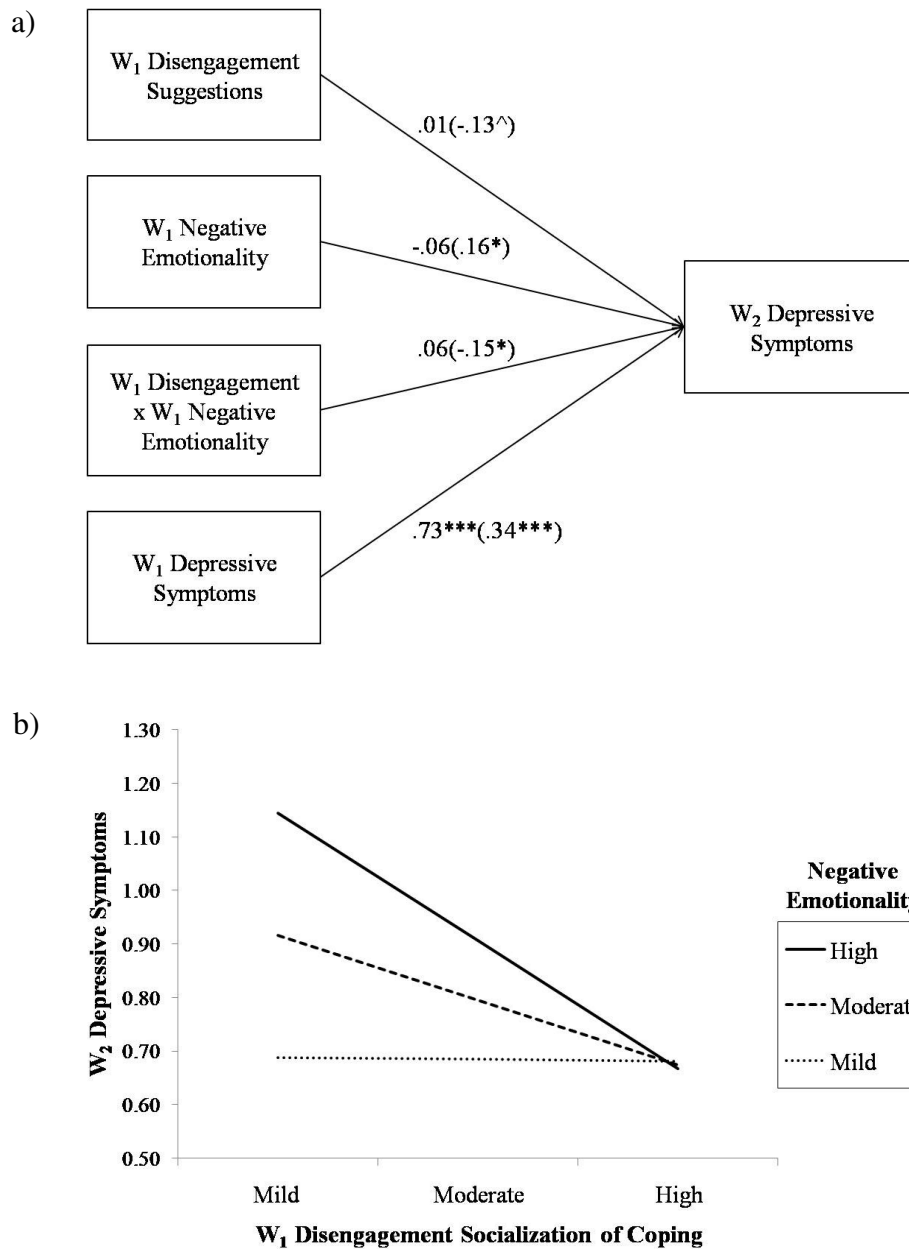 a)
W₁ Disengagement
Suggestions
.01(-.13^)
W₁ Negative
Emotionality
-.06(.16*)
W₁ Disengagement
x W₁ Negative
Emotionality
.06(-.15*)
W₁ Depressive
Symptoms
.73***(.34***)
W₂ Depressive
Symptoms
b)
W₂ Depressive Symptoms
1.30
1.20
1.10
1.00
0.90
0.80
0.70
0.60
0.50
Mild
Moderate
High
W₁ Disengagement Socialization of Coping
Negative
Emotionality
High
Moderat
Mild